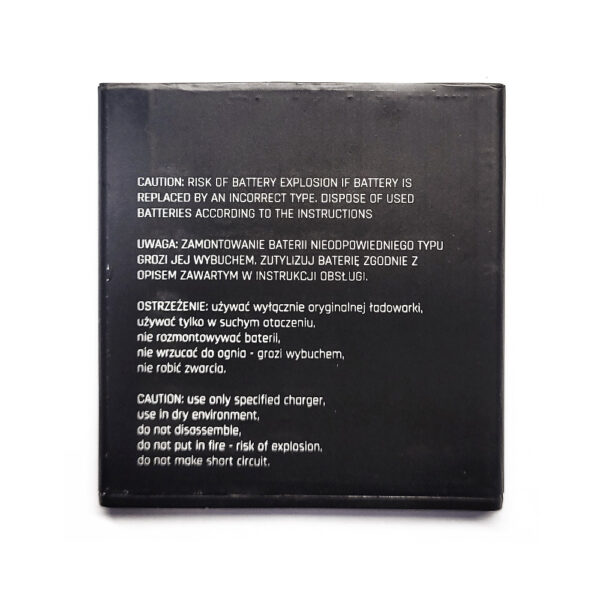 CAUTION: RISK OF BATTERY EXPLOSION IF BATTERY IS
REPLACED BY AN INCORRECT TYPE. DISPOSE OF USED
BATTERIES ACCORDING TO THE INSTRUCTIONS
UWAGA: ZAMONTOWANIE BATERII NIEODPOWIEDNIEGO TYPU
GROZI JEJ WYBUCHEM. ZUTYLIZUJ BATERIĘ ZGODNIE Z
OPISEM ZAWARTYM W INSTRUKCJI OBSŁUGI.
OSTRZEŻENIE: używać wyłącznie oryginalnej ładowarki,
używać tylko w suchym otoczeniu,
nie rozmontowywać baterii,
nie wrzucać do ognia - grozi wybuchem,
nie robić zwarcia.
CAUTION: use only specified charger,
use in dry environment,
do not disassemble,
do not put in fire - risk of explosion,
do not make short circuit.